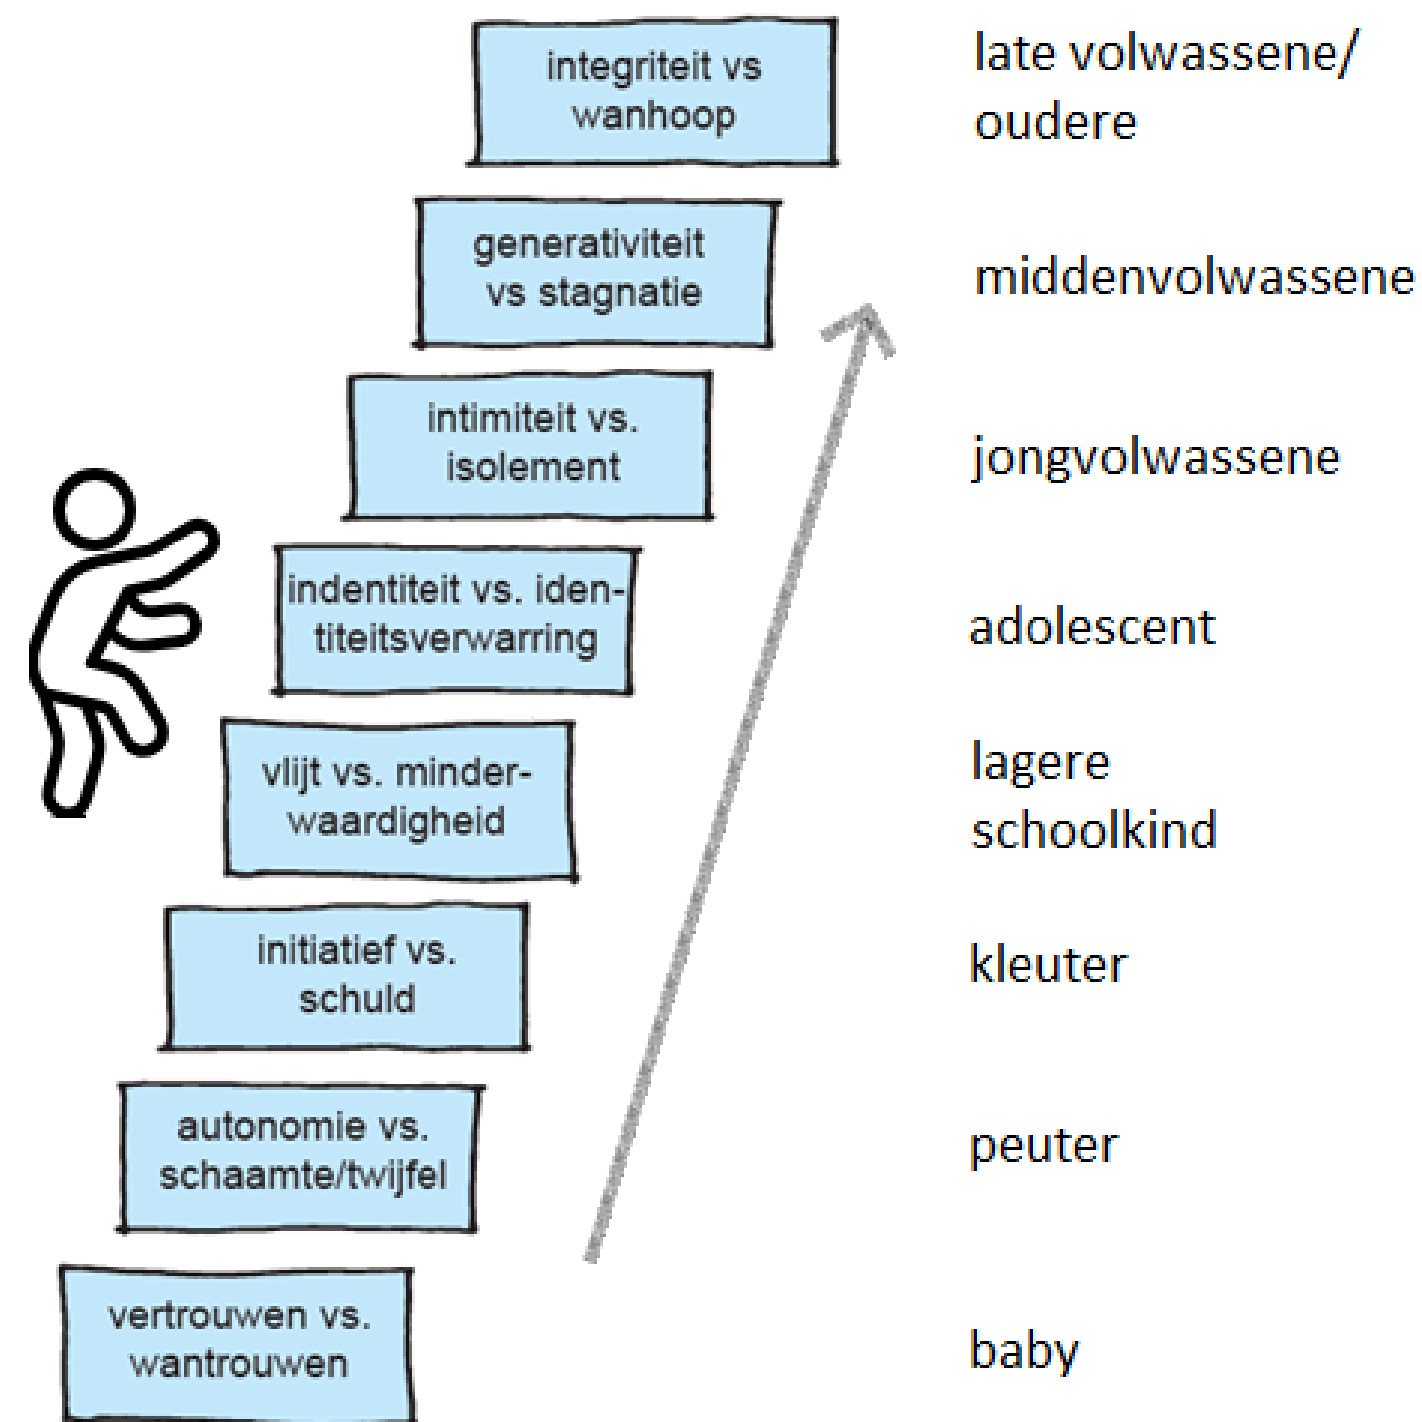 integriteit vs
wanhoop
late volwassene/
oudere
generativiteit
vs stagnatie
middenvolwassene
intimiteit vs.
isolement
jongvolwassene
indentiteit vs. iden-
titeitsverwarring
adolescent
vlijt vs. minder-
waardigheid
lagere
schoolkind
initiatief vs.
schuld
kleuter
autonomie vs.
schaamte/twijfel
peuter
vertrouwen vs.
wantrouwen
baby